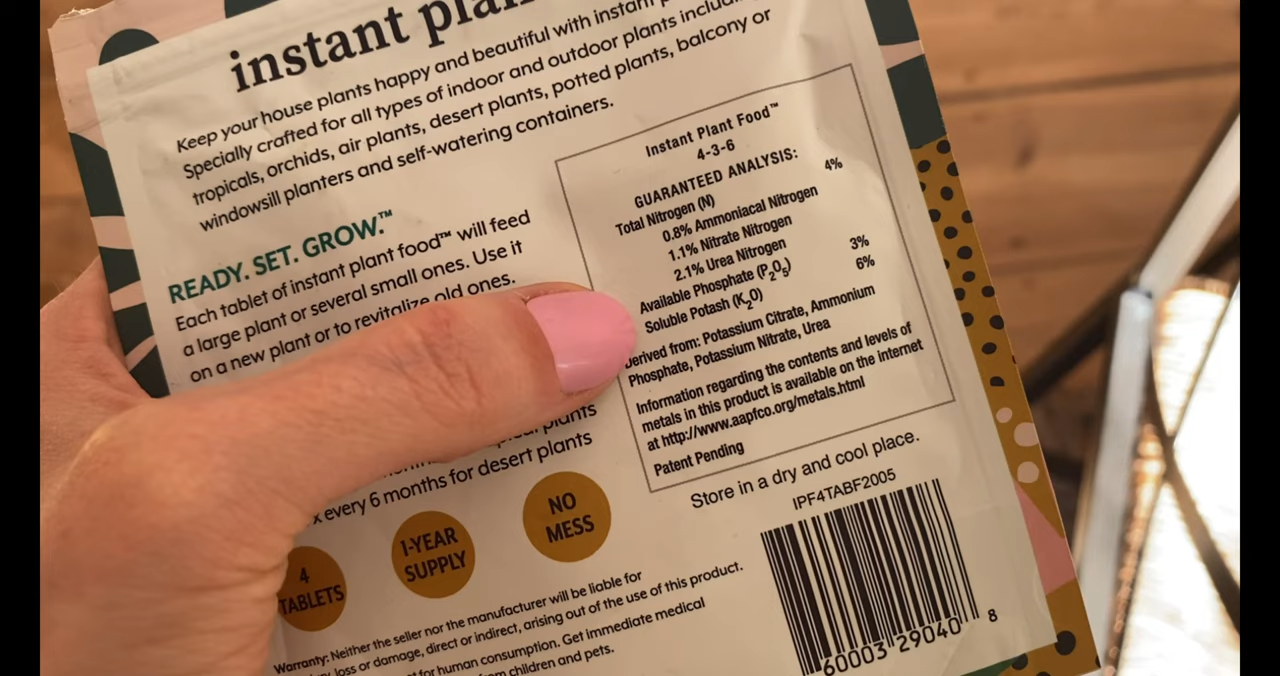 instant
Keep your house plants happy and beautiful with instant
Specially crafted for all types of indoor and outdoor plants
tropicals, orchids, air plants, desert plants, potted plants, balcony or
windowsill planters and self-watering containers.
READY. SET. GROW.™
Each tablet of instant plant food™ will feed
a large plant or several small ones. Use it
on a new plant or to revitalize old ones.
plants
every 6 months for desert plants
4
TABLETS
1-YEAR
SUPPLY
NO
MESS
Instant Plant Food™
4-3-6
GUARANTEED ANALYSIS:
Total Nitrogen (N) 4%
0.8% Ammoniacal Nitrogen
1.1% Nitrate Nitrogen
2.1% Urea Nitrogen
Available Phosphate (P₂O₅) 3%
Soluble Potash (K₂O) 6%
Derived from: Potassium Citrate, Ammonium
Phosphate, Potassium Nitrate, Urea
Information regarding the contents and levels of
metals in this product is available on the internet
at http://www.aapfco.org/metals.html
Patent Pending
Store in a dry and cool place.
IPF4TABF2005
60003 29040 8
Warranty: Neither the seller nor the manufacturer will be liable for
loss or damage, direct or indirect, arising out of the use of this product.
for human consumption. Get immediate medical
from children and pets.